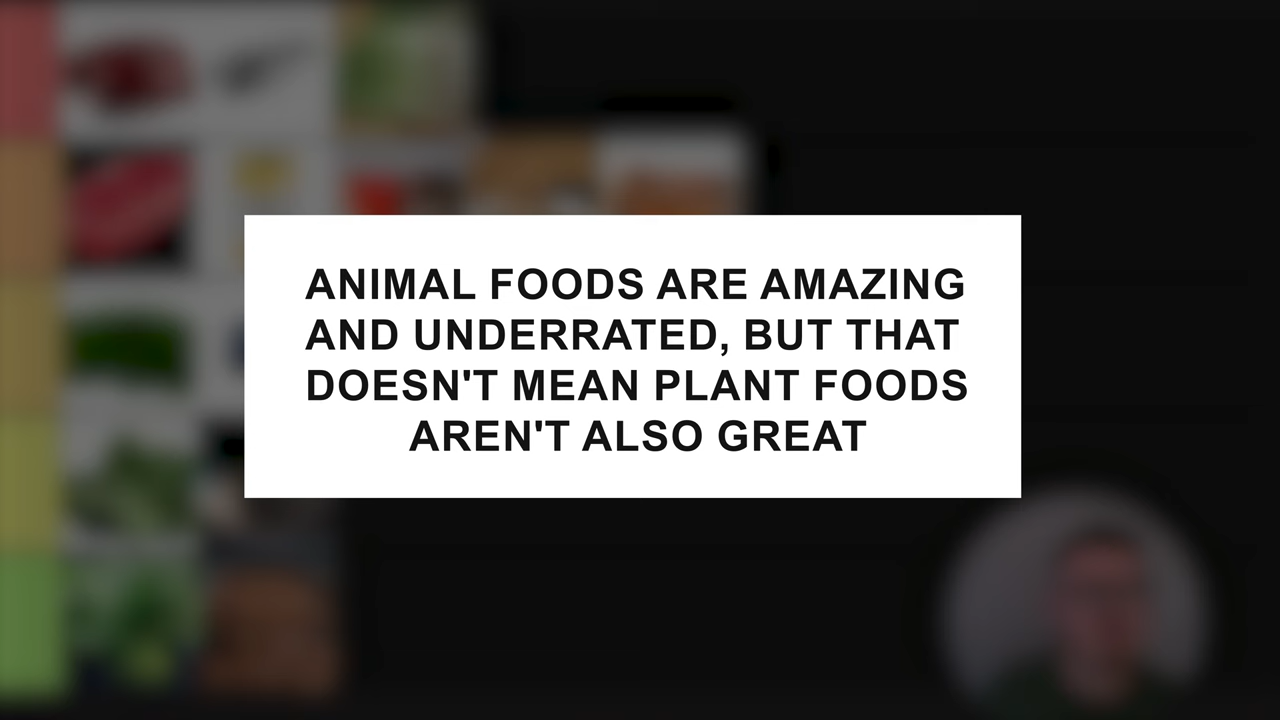 ANIMAL FOODS ARE AMAZING
AND UNDERRATED, BUT THAT
DOESN'T MEAN PLANT FOODS
AREN'T ALSO GREAT